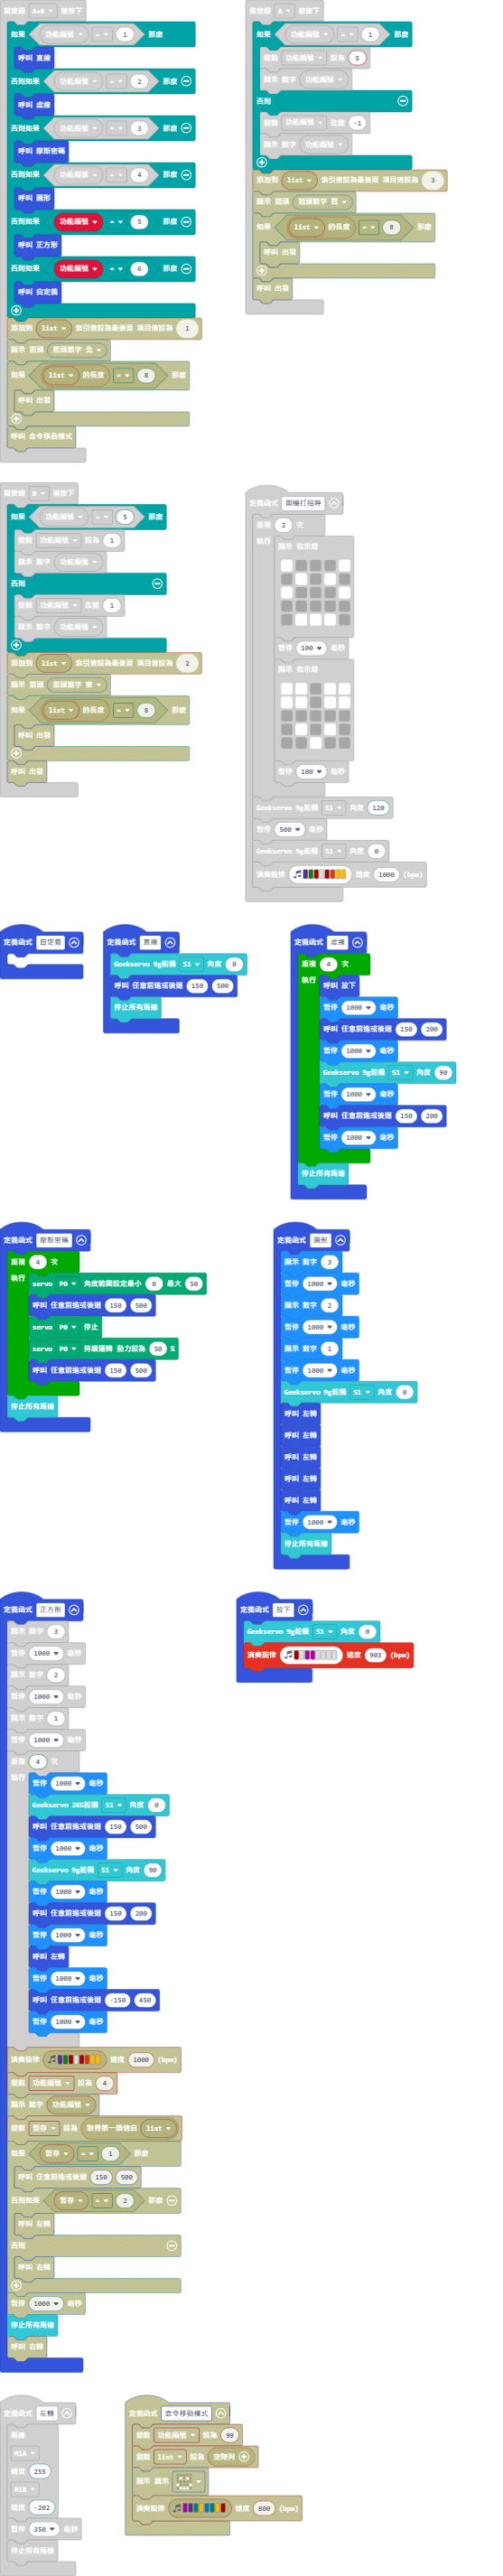 當按鈕 A+B 被按下
如果 功能編號 = 1 那麼
呼叫 直線
否則如果 功能編號 = 2 那麼
呼叫 虛線
否則如果 功能編號 = 3 那麼
呼叫 摩斯密碼
否則如果 功能編號 = 4 那麼
呼叫 圓形
否則如果 功能編號 = 5 那麼
呼叫 正方形
否則如果 功能編號 = 6 那麼
呼叫 自定義
添加到 list 索引值設為最後面 項目值設為 1
顯示 箭頭 箭頭數字 北
如果 list 的長度 = 8 那麼
呼叫 出發
呼叫 命令移動模式
當按鈕 A 被按下
如果 功能編號 = 1 那麼
變數 功能編號 設為 5
顯示 數字 功能編號
否則
變數 功能編號 改變 -1
顯示 數字 功能編號
添加到 list 索引值設為最後面 項目值設為 3
顯示 箭頭 箭頭數字 西
如果 list 的長度 = 8 那麼
呼叫 出發
呼叫 出發
當按鈕 B 被按下
如果 功能編號 = 5 那麼
變數 功能編號 設為 1
顯示 數字 功能編號
否則
變數 功能編號 改變 1
顯示 數字 功能編號
添加到 list 索引值設為最後面 項目值設為 2
顯示 箭頭 箭頭數字 東
如果 list 的長度 = 8 那麼
呼叫 出發
呼叫 出發
定義函式 開機打招呼
重複 2 次
執行 顯示 指示燈
暫停 100 毫秒
顯示 指示燈
暫停 100 毫秒
Geekservo 9g舵機 S1 角度 120
暫停 500 毫秒
Geekservo 9g舵機 S1 角度 0
演奏旋律 速度 1000 (bpm)
定義函式 自定義
定義函式 直線
Geekservo 9g舵機 S1 角度 0
呼叫 任意前進或後退 150 500
停止所有馬達
定義函式 虛線
重複 4 次
執行 呼叫 放下
暫停 1000 毫秒
呼叫 任意前進或後退 150 200
暫停 1000 毫秒
Geekservo 9g舵機 S1 角度 90
暫停 1000 毫秒
呼叫 任意前進或後退 150 200
暫停 1000 毫秒
停止所有馬達
定義函式 摩斯密碼
重複 4 次
執行 servo P0 角度範圍設定最小 0 最大 50
呼叫 任意前進或後退 150 500
servo P0 停止
servo P0 持續運轉 動力設為 50 %
呼叫 任意前進或後退 150 500
停止所有馬達
定義函式 圓形
顯示 數字 3
暫停 1000 毫秒
顯示 數字 2
暫停 1000 毫秒
顯示 數字 1
暫停 1000 毫秒
Geekservo 9g舵機 S1 角度 0
呼叫 左轉
呼叫 左轉
呼叫 左轉
呼叫 左轉
呼叫 左轉
暫停 1000 毫秒
停止所有馬達
定義函式 正方形
顯示 數字 3
暫停 1000 毫秒
顯示 數字 2
暫停 1000 毫秒
顯示 數字 1
暫停 1000 毫秒
重複 4 次
執行 暫停 1000 毫秒
Geekservo 2KG舵機 S1 角度 0
呼叫 任意前進或後退 150 500
暫停 1000 毫秒
Geekservo 9g舵機 S1 角度 90
暫停 1000 毫秒
呼叫 任意前進或後退 150 200
暫停 1000 毫秒
呼叫 左轉
暫停 1000 毫秒
呼叫 任意前進或後退 -150 450
暫停 1000 毫秒
演奏旋律 速度 1000 (bpm)
變數 功能編號 設為 4
顯示 數字 功能編號
變數 暫存 設為 取得第一個值自 list
如果 暫存 = 1 那麼
呼叫 任意前進或後退 150 500
否則如果 暫存 = 2 那麼
呼叫 左轉
否則
呼叫 右轉
暫停 1000 毫秒
停止所有馬達
呼叫 右轉
定義函式 放下
Geekservo 9g舵機 S1 角度 0
演奏旋律 速度 903 (bpm)
定義函式 左轉
馬達
M1A
速度 255
M1B
速度 -202
暫停 350 毫秒
停止所有馬達
定義函式 命令移動模式
變數 功能編號 設為 99
變數 list 設為 空陣列
顯示 圖示
演奏旋律 速度 800 (bpm)